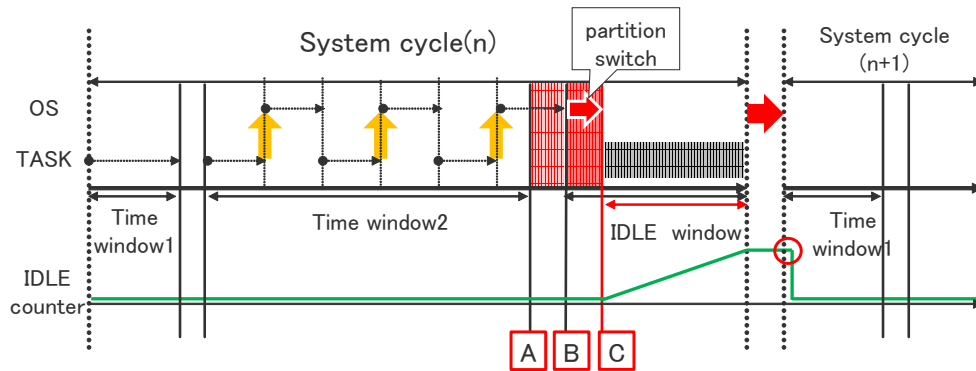 System cycle(n)
partition
switch
System cycle
(n+1)
OS
TASK
Time
window1
Time window2
IDLE window
Time
window1
IDLE
counter
A
B
C